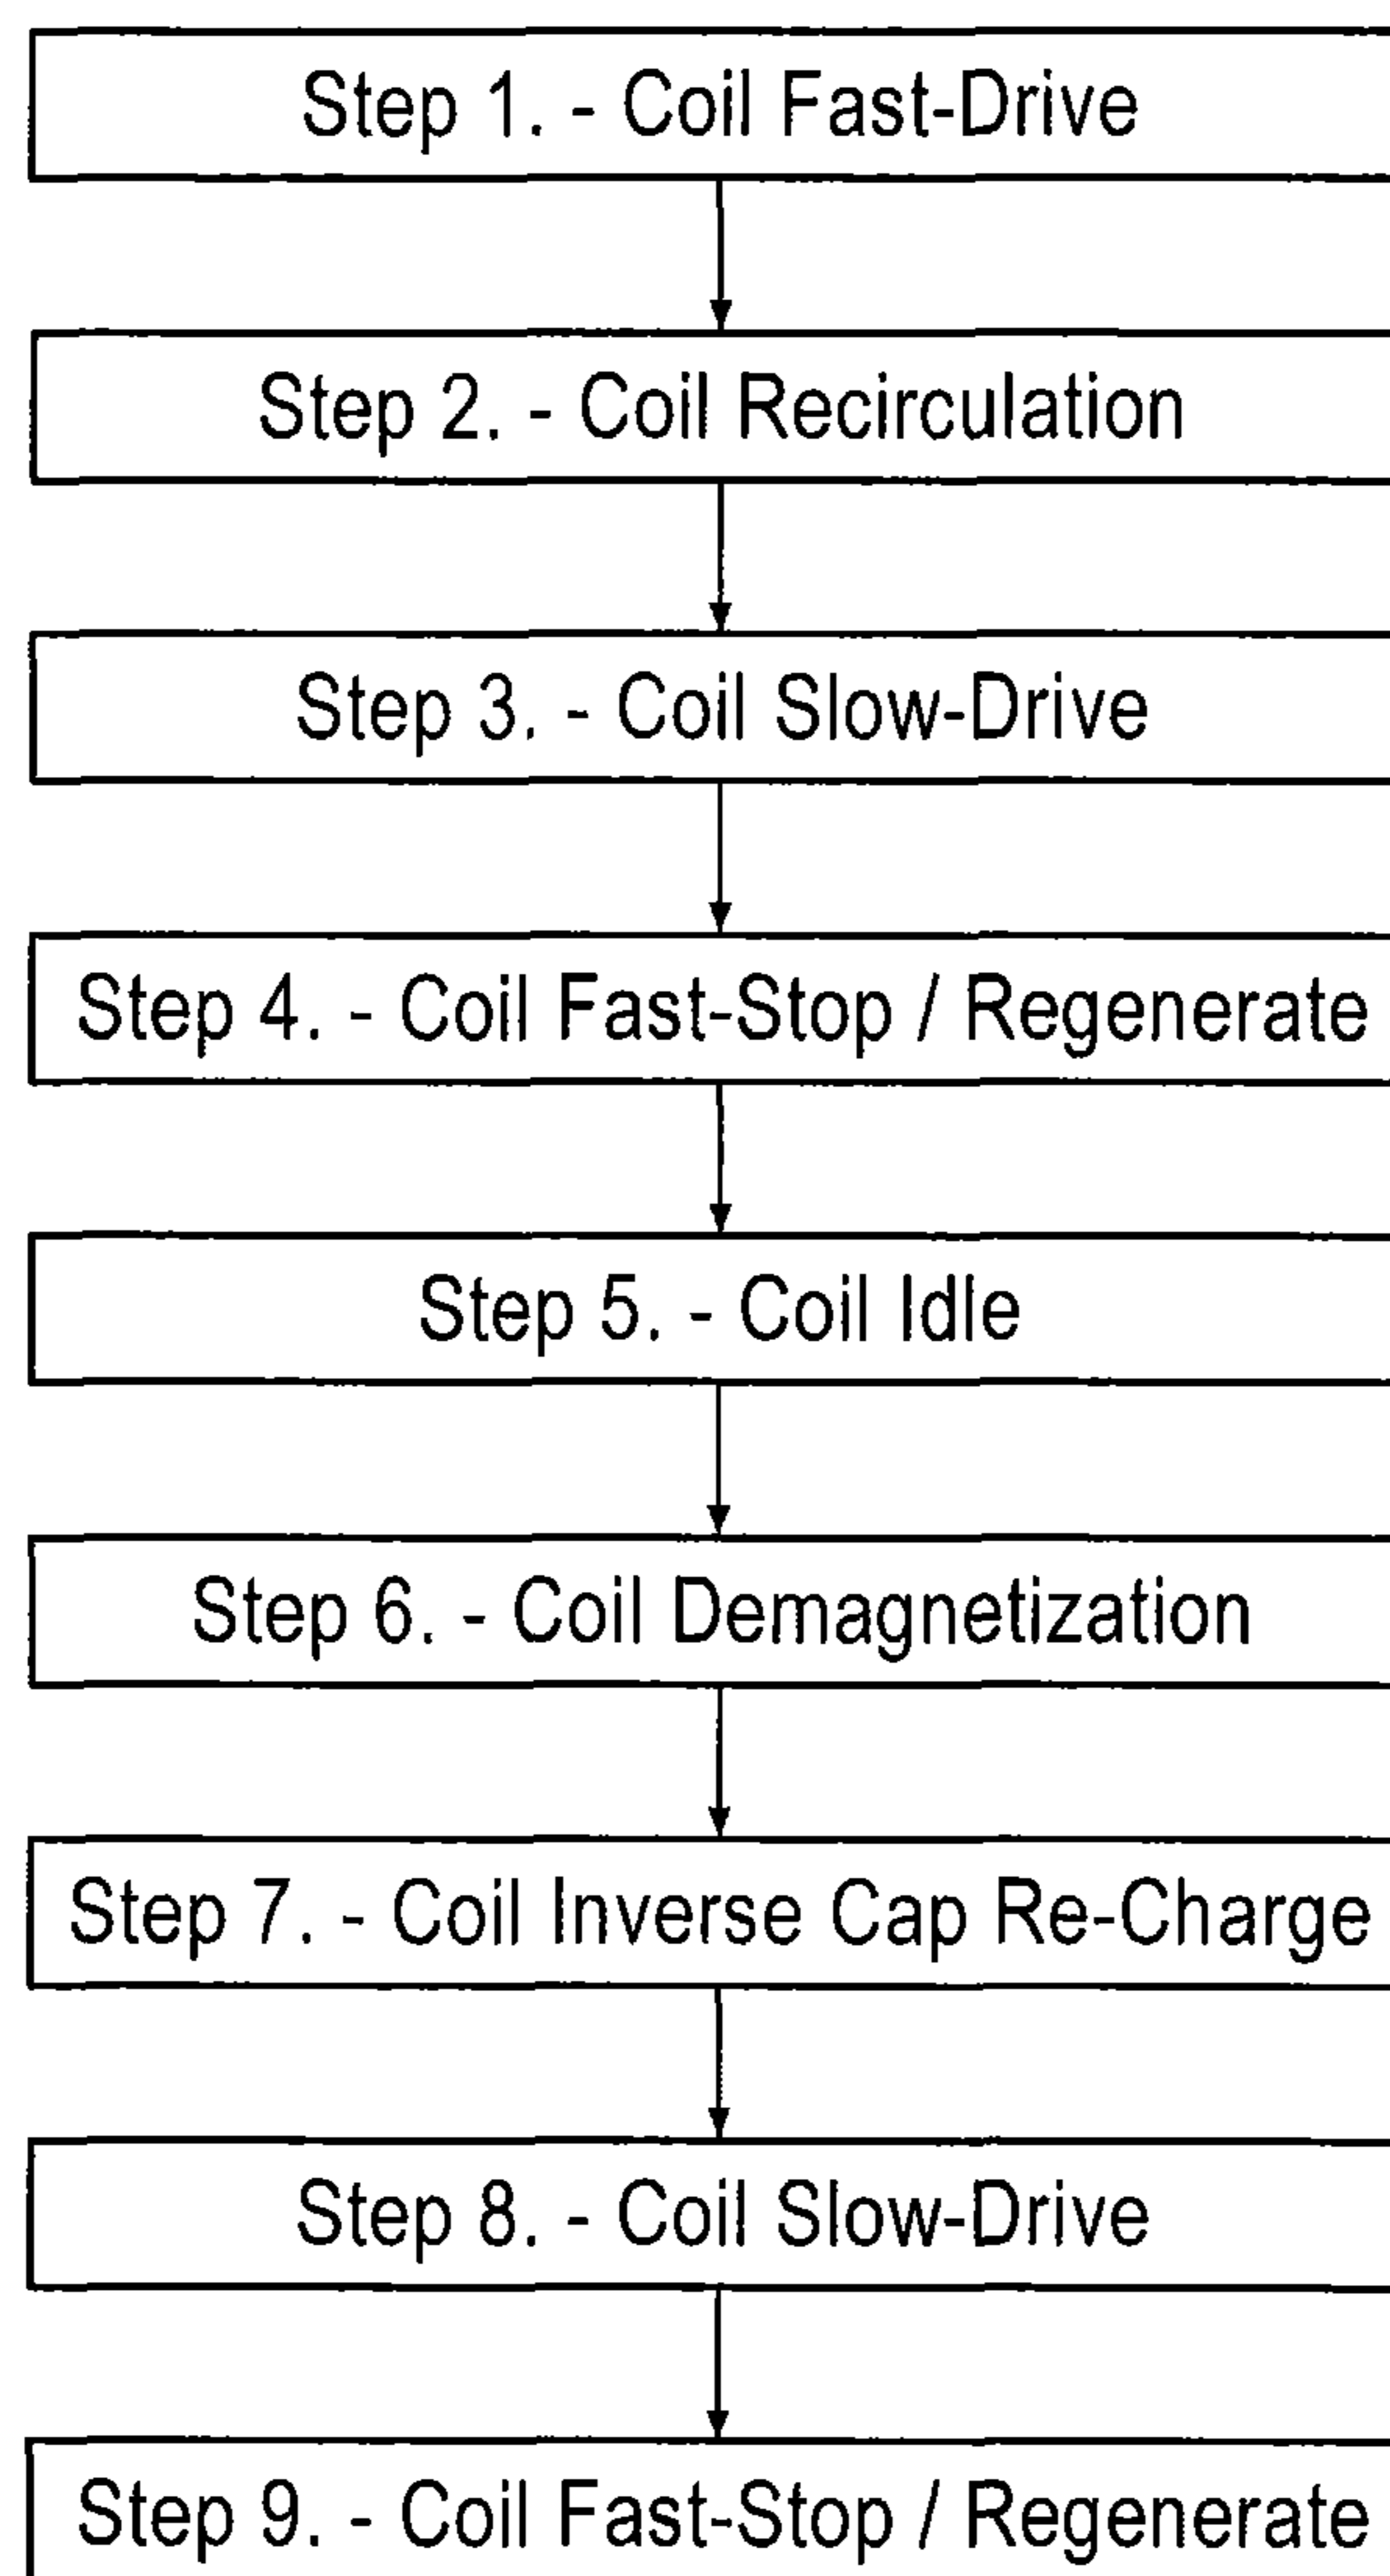 Step 1. - Coil Fast-Drive
Step 2. - Coil Recirculation
Step 3. - Coil Slow-Drive
Step 4. - Coil Fast-Stop / Regenerate
Step 5. - Coil Idle
Step 6. - Coil Demagnetization
Step 7. - Coil Inverse Cap Re-Charge
Step 8. - Coil Slow-Drive
Step 9. - Coil Fast-Stop / Regenerate